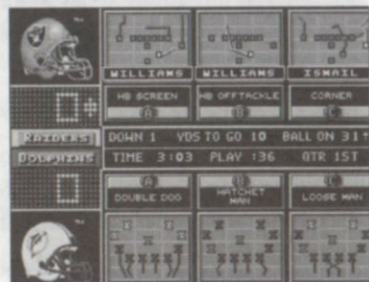 WILLIAMS WILLIAMS ISMAIL
HB SCREEN HB OFFTACKLE CORNER
A B C
RAIDERS DOWN 1 YDS TO GO 10 BALL ON 31
DOLPHINS TIME 3:03 PLAY :36 QTR 1ST
A B C
DOUBLE DOG HATCHET MAN LOOSE MAN